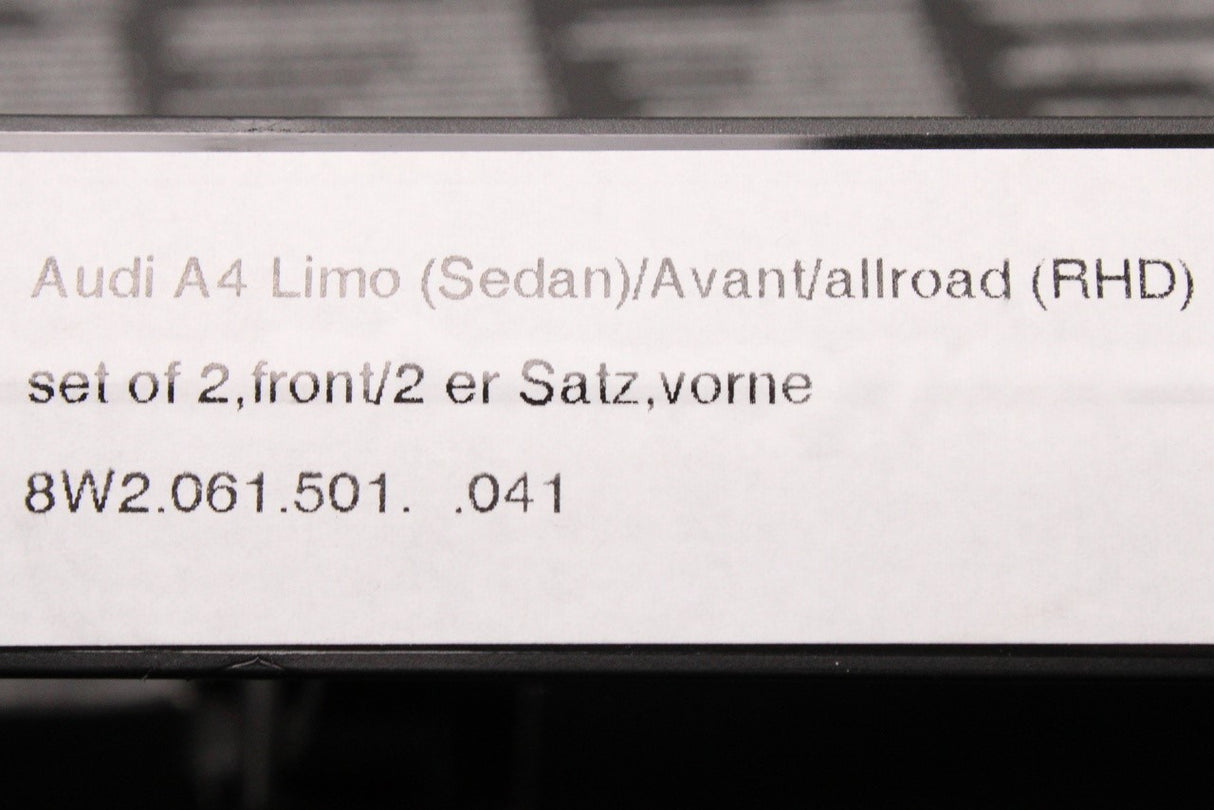 Audi A4 Limo (Sedan)/Avant/allroad (RHD)
set of 2,front/2 er Satz,vorne
8W2.061.501.  .041